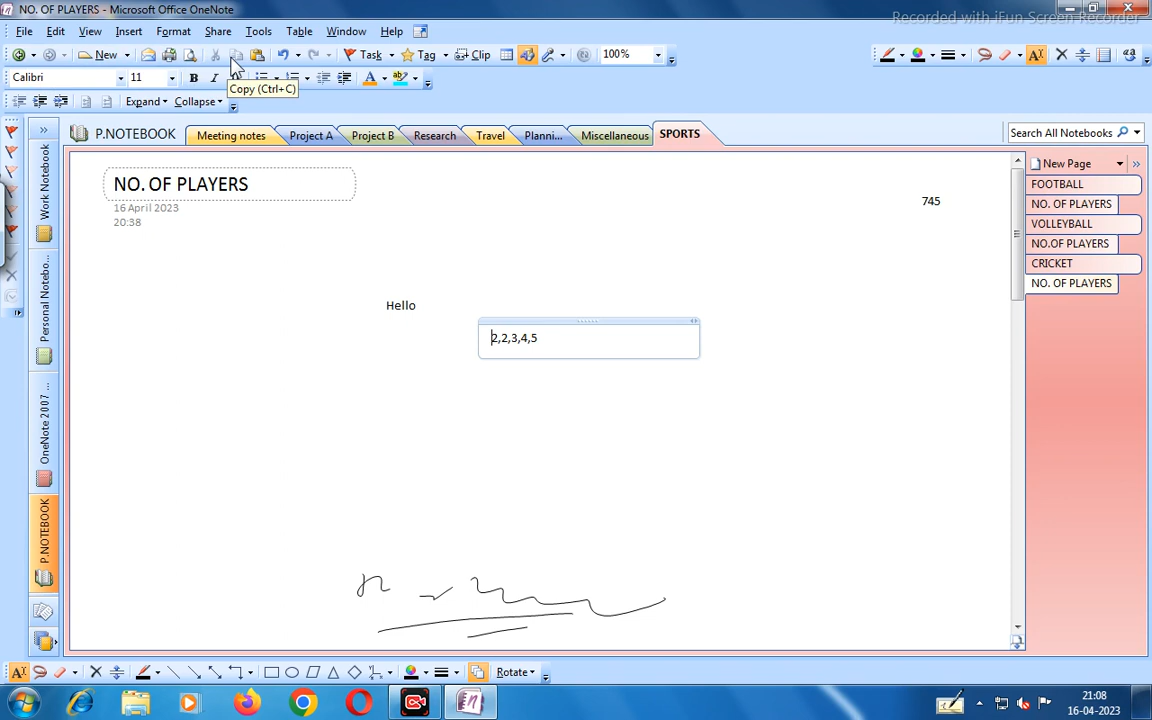 NO. OF PLAYERS - Microsoft Office OneNote
Recorded with iFun Screen Recorder
File Edit View Insert Format Share Tools Table Window Help
New Task Tag Clip 100%
Calibri 11 B I
Copy (Ctrl+C)
Expand Collapse
P.NOTEBOOK Meeting notes Project A Project B Research Travel Planni... Miscellaneous SPORTS Search All Notebooks
NO. OF PLAYERS
16 April 2023
20:38
745
Hello
2,2,3,4,5
New Page
FOOTBALL
NO. OF PLAYERS
VOLLEYBALL
NO.OF PLAYERS
CRICKET
NO. OF PLAYERS
Work Notebook
Personal Notebo...
OneNote 2007 ...
P.NOTEBOOK
Rotate
21:08
16-04-2023